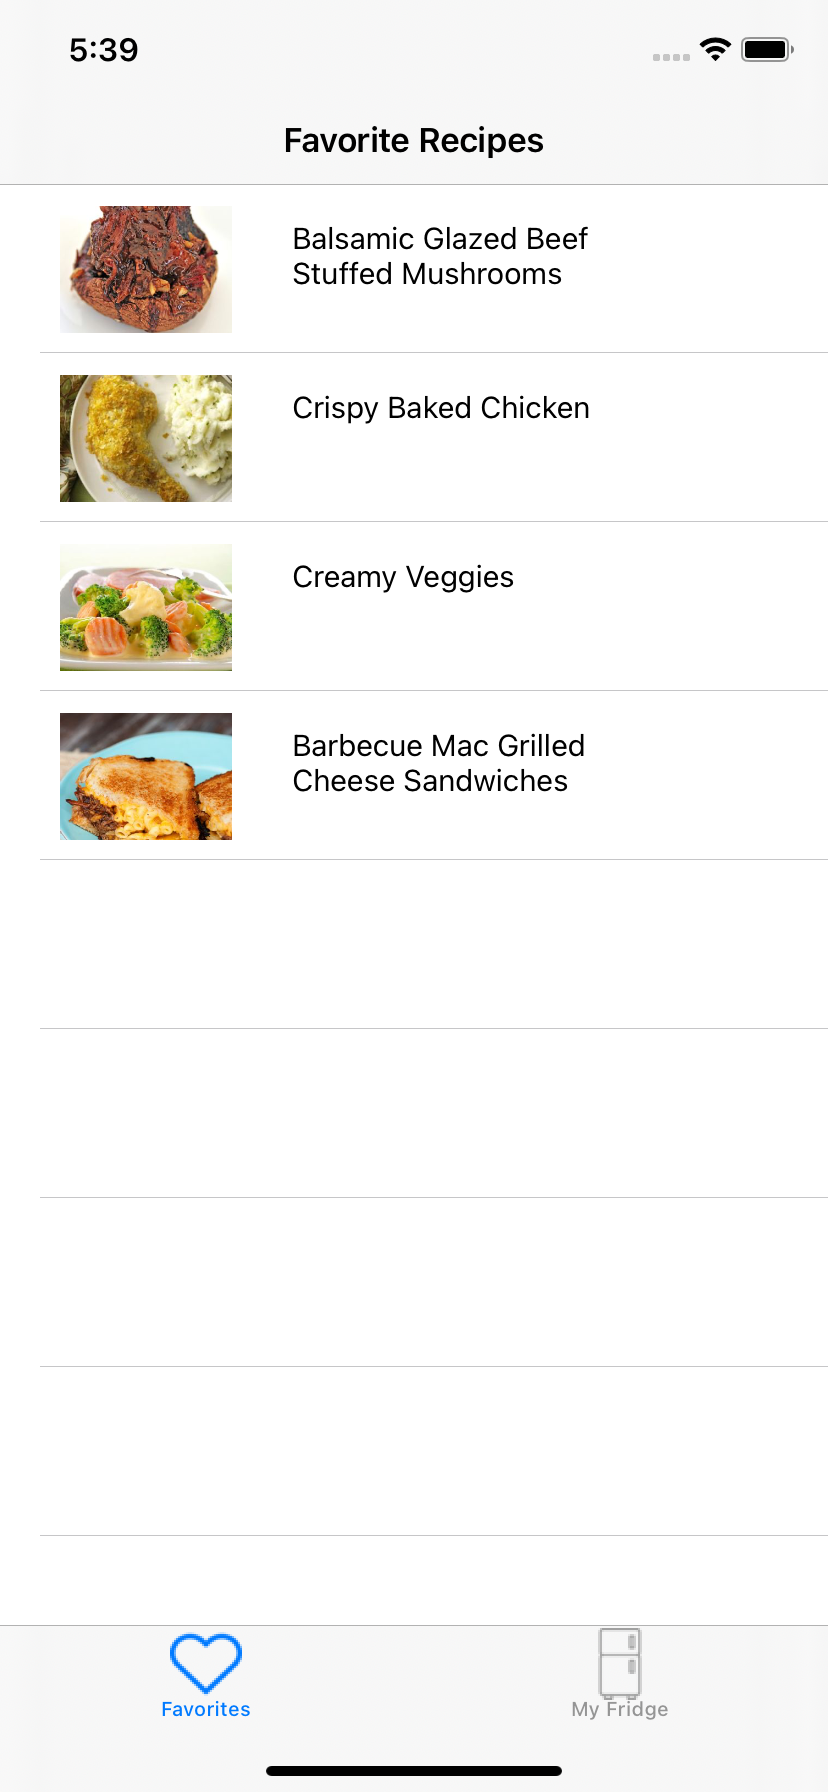 5:39
Favorite Recipes
Balsamic Glazed Beef
Stuffed Mushrooms
Crispy Baked Chicken
Creamy Veggies
Barbecue Mac Grilled
Cheese Sandwiches
Favorites
My Fridge